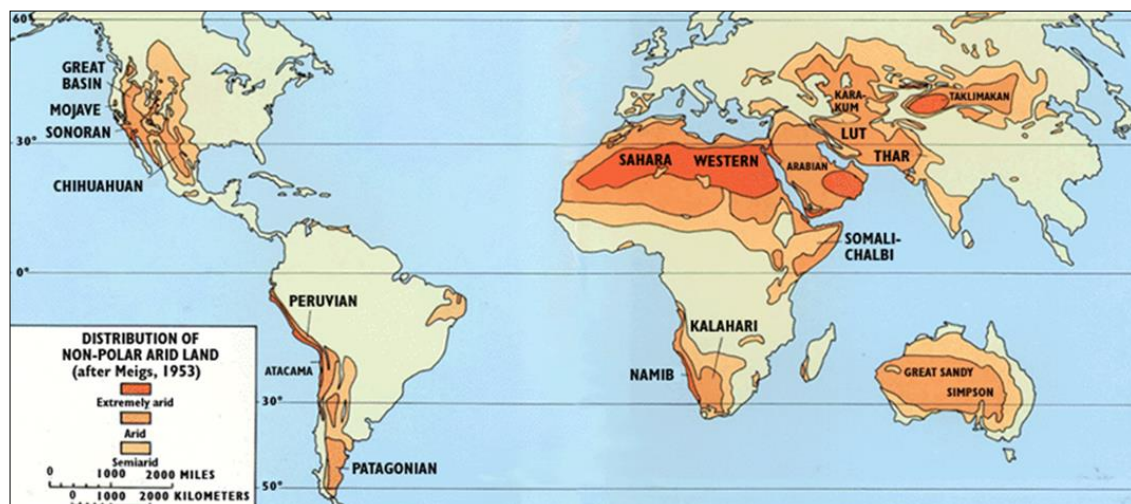 60°
GREAT
BASIN
MOJAVE
SONORAN
30°
CHIHUAHUAN
KARA-
KUM
TAKLIMAKAN
LUT
THAR
SAHARA
WESTERN
ARABIAN
SOMALI-
CHALBI
0°
PERUVIAN
ATACAMA
KALAHARI
NAMIB
GREAT SANDY
SIMPSON
30°
PATAGONIAN
50°
DISTRIBUTION OF
NON-POLAR ARID LAND
(after Meigs, 1953)
Extremely arid
Arid
Semiarid
0 1000 2000 MILES
0 1000 2000 KILOMETERS